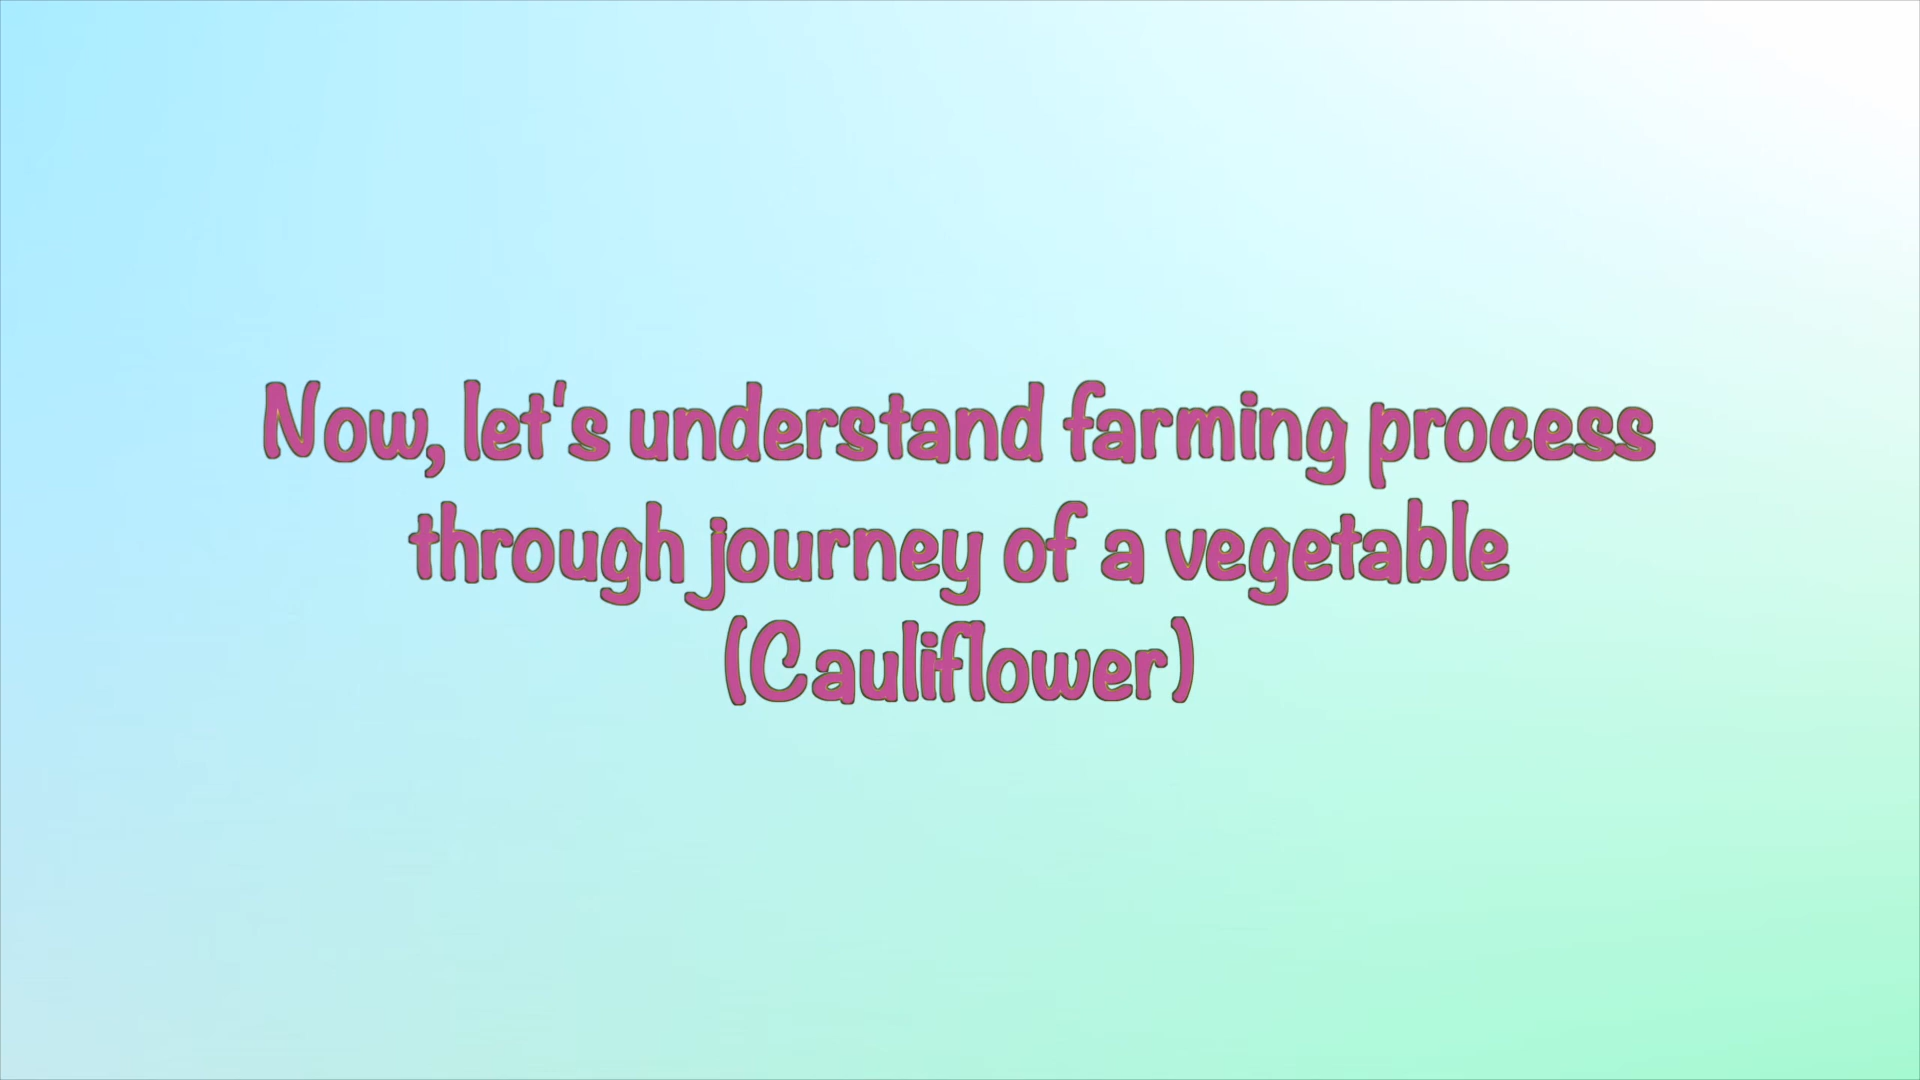 Now, let's understand farming process
through journey of a vegetable
(Cauliflower)